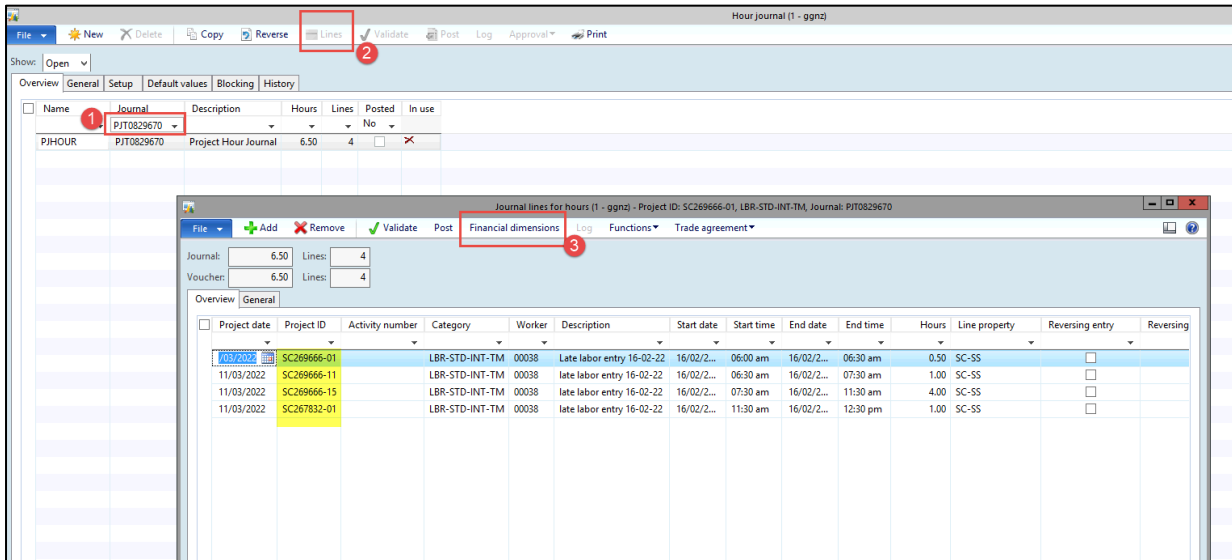 Hour journal (1 - ggnz)
File New Delete Copy Reverse Lines Validate Post Log Approval Print
2
Show: Open
Overview General Setup Default values Blocking History
Name Journal Description Hours Lines Posted In use
1 PJT0829670 No
PJHOUR PJT0829670 Project Hour Journal 6.50 4
Journal lines for hours (1 - ggnz) - Project ID: SC269666-01, LBR-STD-INT-TM, Journal: PJT0829670
File Add Remove Validate Post Financial dimensions Log Functions Trade agreement
3
Journal: 6.50 Lines: 4
Voucher: 6.50 Lines: 4
Overview General
Project date Project ID Activity number Category Worker Description Start date Start time End date End time Hours Line property Reversing entry Reversing
/03/2022 SC269666-01 LBR-STD-INT-TM 00038 Late labor entry 16-02-22 16/02/2... 06:00 am 16/02/2... 06:30 am 0.50 SC-SS
11/03/2022 SC269666-11 LBR-STD-INT-TM 00038 late labor entry 16-02-22 16/02/2... 06:30 am 16/02/2... 07:30 am 1.00 SC-SS
11/03/2022 SC269666-15 LBR-STD-INT-TM 00038 late labor entry 16-02-22 16/02/2... 07:30 am 16/02/2... 11:30 am 4.00 SC-SS
11/03/2022 SC267832-01 LBR-STD-INT-TM 00038 late labor entry 16-02-22 16/02/2... 11:30 am 16/02/2... 12:30 pm 1.00 SC-SS